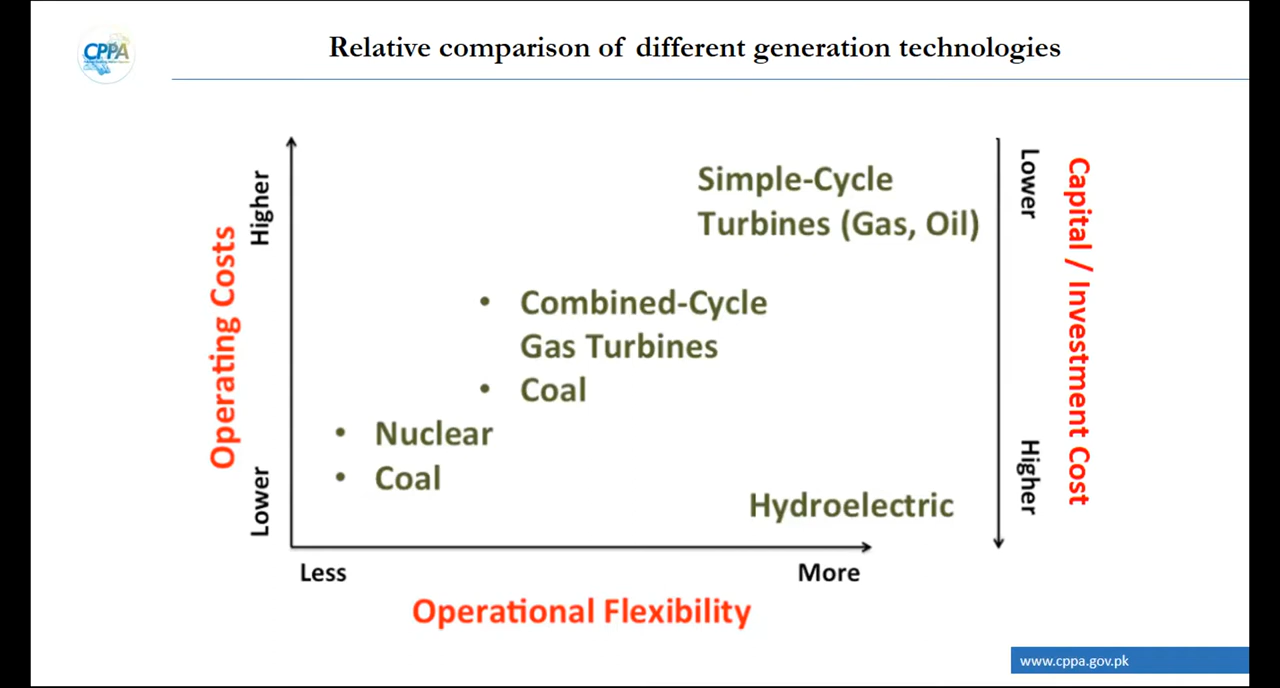 CPPA
Relative comparison of different generation technologies
Operating Costs
Higher
Lower
Simple-Cycle
Turbines (Gas, Oil)
• Combined-Cycle
Gas Turbines
• Coal
• Nuclear
• Coal
Hydroelectric
Lower
Higher
Capital / Investment Cost
Less
More
Operational Flexibility
www.cppa.gov.pk